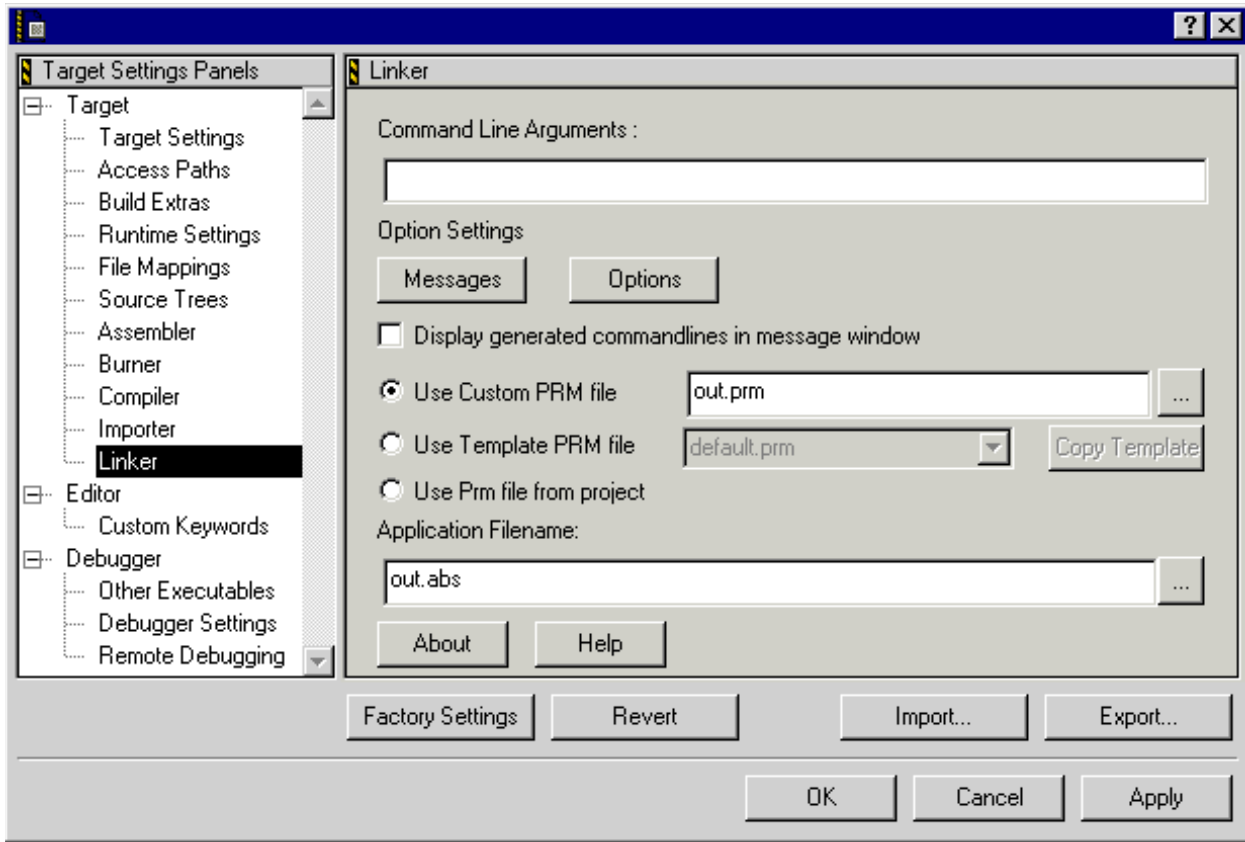 ?
Target Settings Panels
Target
Target Settings
Access Paths
Build Extras
Runtime Settings
File Mappings
Source Trees
Assembler
Burner
Compiler
Importer
Linker
Editor
Custom Keywords
Debugger
Other Executables
Debugger Settings
Remote Debugging
Linker
Command Line Arguments :
Option Settings
Messages Options
Display generated commandlines in message window
Use Custom PRM file out.prm ...
Use Template PRM file default.prm Copy Template
Use Prm file from project
Application Filename:
out.abs ...
About Help
Factory Settings Revert Import... Export...
OK Cancel Apply